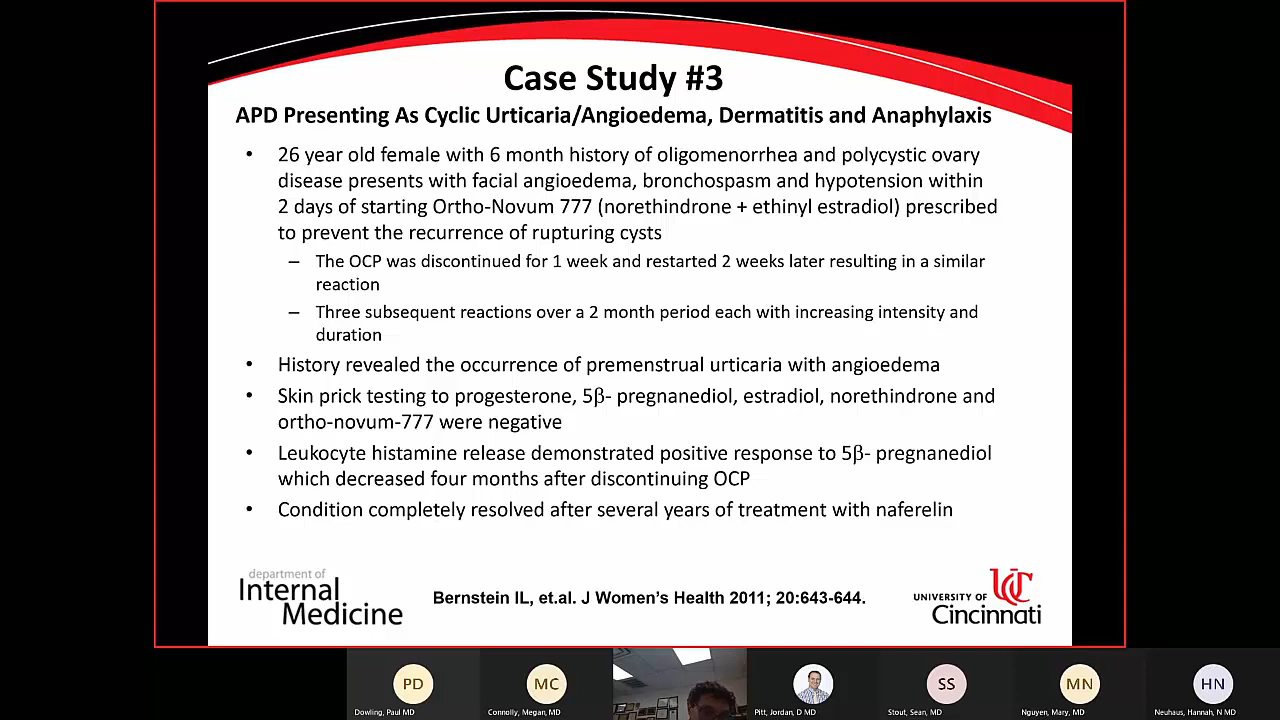 Case Study #3
APD Presenting As Cyclic Urticaria/Angioedema, Dermatitis and Anaphylaxis
• 26 year old female with 6 month history of oligomenorrhea and polycystic ovary
disease presents with facial angioedema, bronchospasm and hypotension within
2 days of starting Ortho-Novum 777 (norethindrone + ethinyl estradiol) prescribed
to prevent the recurrence of rupturing cysts
– The OCP was discontinued for 1 week and restarted 2 weeks later resulting in a similar
reaction
– Three subsequent reactions over a 2 month period each with increasing intensity and
duration
• History revealed the occurrence of premenstrual urticaria with angioedema
• Skin prick testing to progesterone, 5β- pregnanediol, estradiol, norethindrone and
ortho-novum-777 were negative
• Leukocyte histamine release demonstrated positive response to 5β- pregnanediol
which decreased four months after discontinuing OCP
• Condition completely resolved after several years of treatment with naferelin
department of
Internal
Medicine
Bernstein IL, et.al. J Women’s Health 2011; 20:643-644.
UC
UNIVERSITY OF
Cincinnati
PD
MC
SS
MN
HN
Dowling, Paul MD
Connolly, Megan, MD
Pitt, Jordan, D MD
Stout, Sean, MD
Nguyen, Mary, MD
Neuhaus, Hannah, N MD